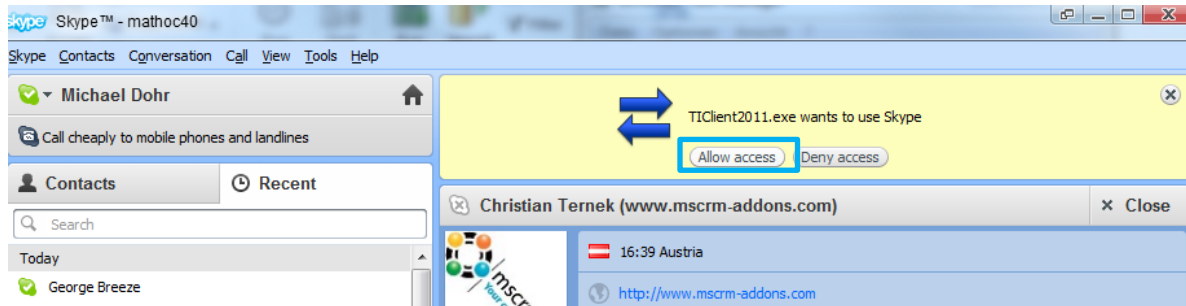 skype Skype™ - mathoc40
Skype Contacts Conversation Call View Tools Help
Michael Dohr
Call cheaply to mobile phones and landlines
Contacts
Recent
Search
Today
George Breeze
TIClient2011.exe wants to use Skype
Allow access
Deny access
Christian Ternek (www.mscrm-addons.com)
× Close
16:39 Austria
http://www.mscrm-addons.com